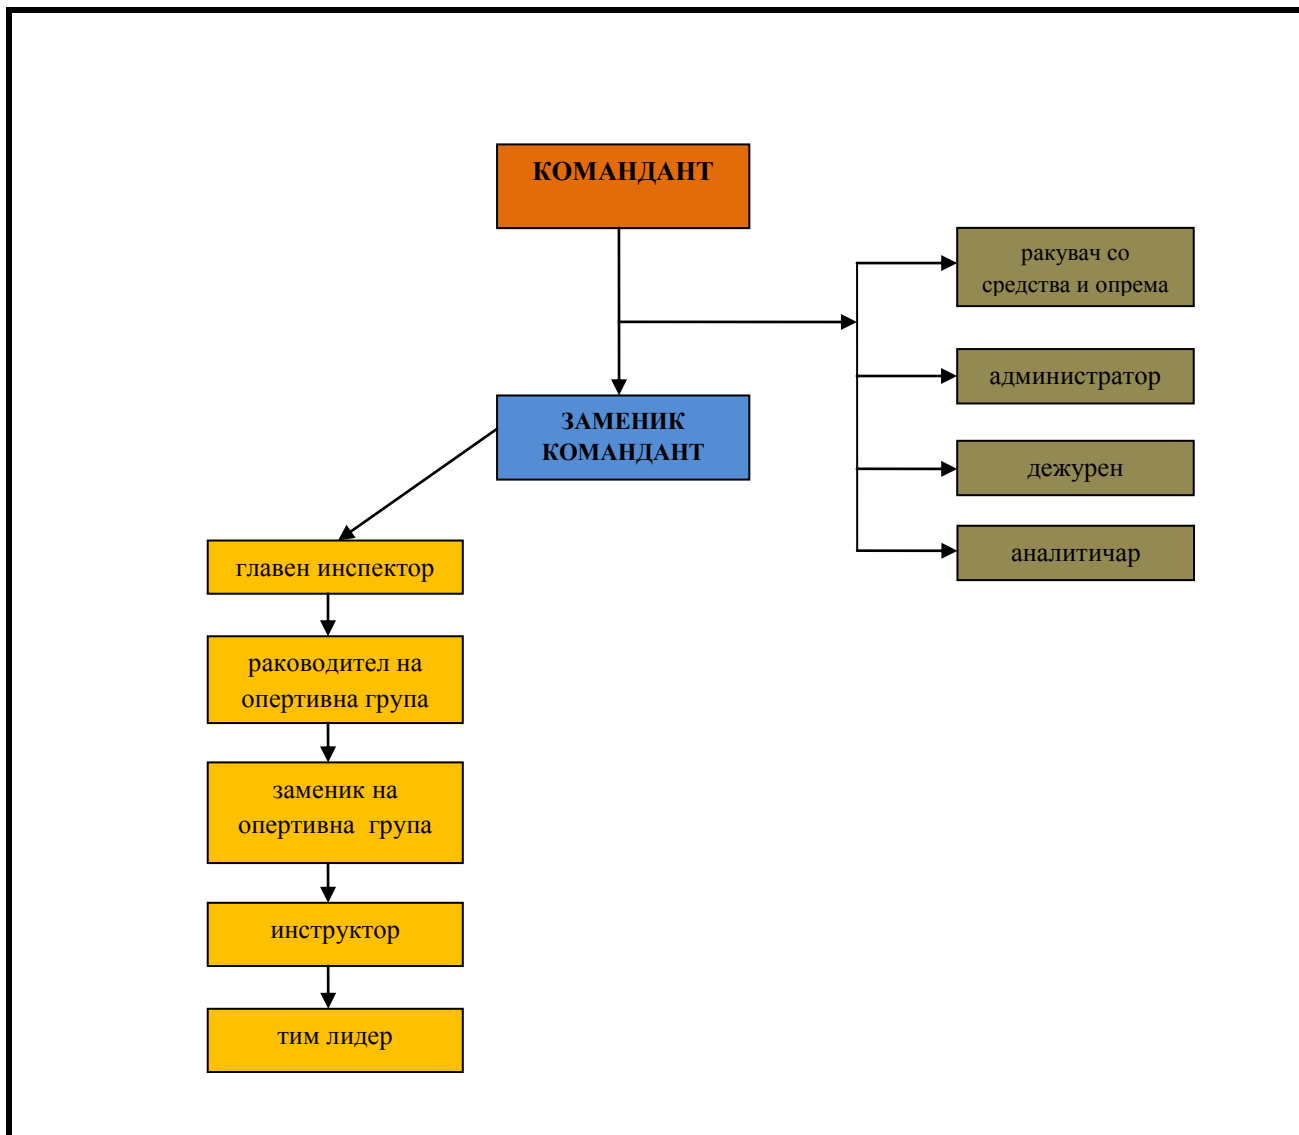 КОМАНДАНТ
ракувач со
средства и опрема
администратор
ЗАМЕНИК
КОМАНДАНТ
дежурен
аналитичар
главен инспектор
раководител на
опертивна група
заменик на
опертивна  група
инструктор
тим лидер